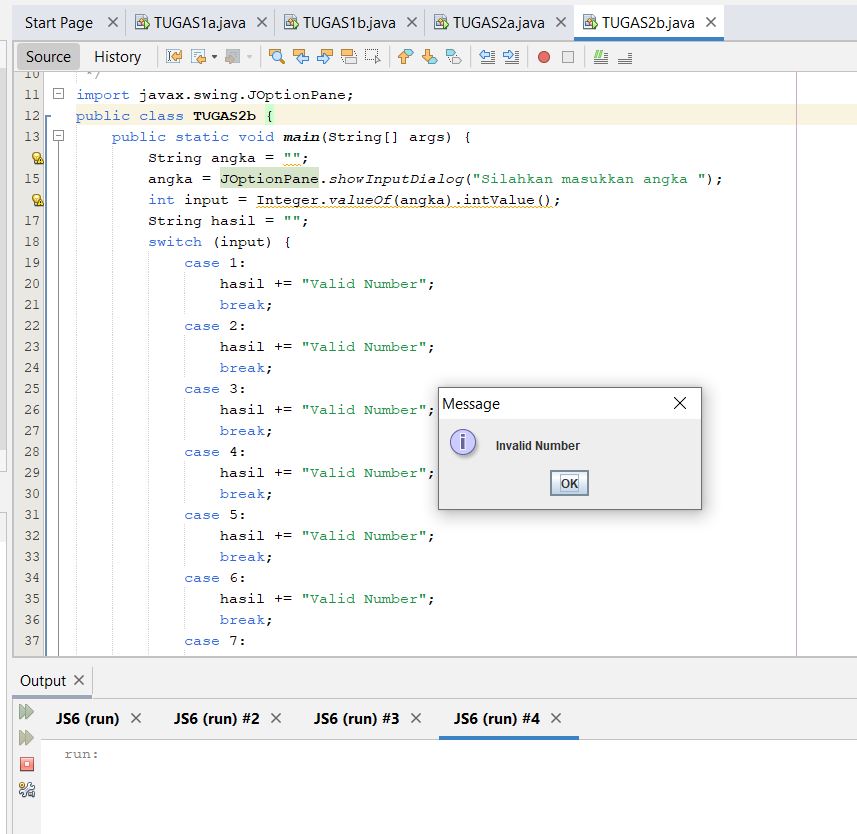 Start Page TUGAS1a.java TUGAS1b.java TUGAS2a.java TUGAS2b.java
Source History
10 */
11 import javax.swing.JOptionPane;
12 public class TUGAS2b {
13 public static void main(String[] args) {
String angka = "";
15 angka = JOptionPane.showInputDialog("Silahkan masukkan angka ");
int input = Integer.valueOf(angka).intValue();
17 String hasil = "";
18 switch (input) {
19 case 1:
20 hasil += "Valid Number";
21 break;
22 case 2:
23 hasil += "Valid Number";
24 break;
25 case 3:
26 hasil += "Valid Number";
27 break;
28 case 4:
29 hasil += "Valid Number";
30 break;
31 case 5:
32 hasil += "Valid Number";
33 break;
34 case 6:
35 hasil += "Valid Number";
36 break;
37 case 7:
Message
Invalid Number
OK
Output
JS6 (run) JS6 (run) #2 JS6 (run) #3 JS6 (run) #4
run: